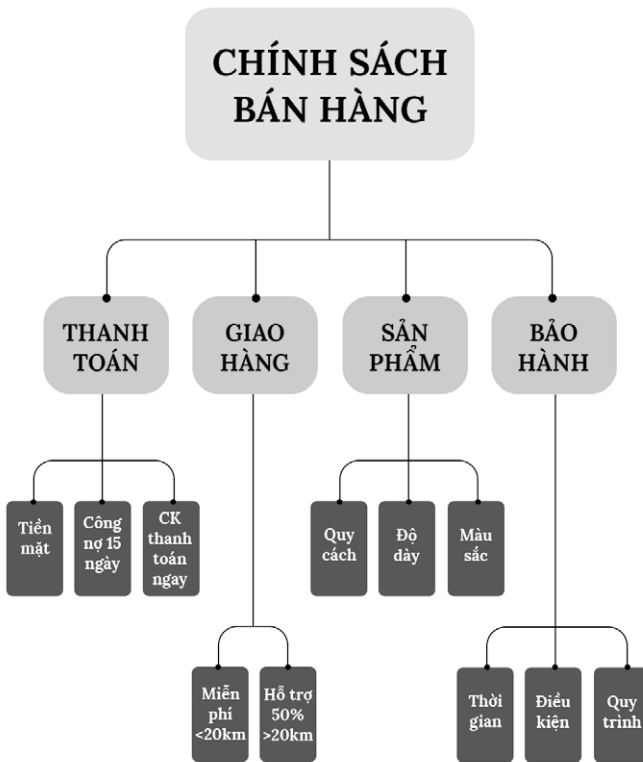 CHÍNH SÁCH
BÁN HÀNG
THANH
TOÁN
GIAO
HÀNG
SẢN
PHẨM
BẢO
HÀNH
Tiền
mặt
Công
nợ 15
ngày
CK
thanh
toán
ngay
Quy
cách
Độ
dày
Màu
sắc
Miễn
phí
<20km
Hỗ trợ
50%
>20km
Thời
gian
Điều
kiện
Quy
trình